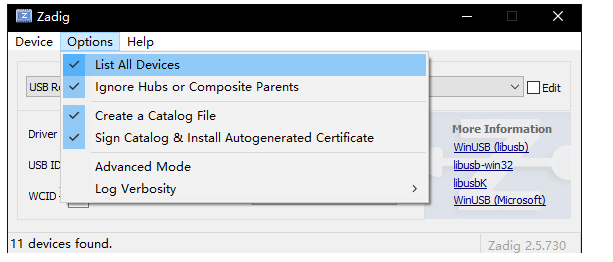 Zadig
Device Options Help
List All Devices
Ignore Hubs or Composite Parents
Create a Catalog File
Sign Catalog & Install Autogenerated Certificate
Advanced Mode
Log Verbosity
USB Re
Edit
Driver
USB ID
WCID
More Information
WinUSB (libusb)
libusb-win32
libusbK
WinUSB (Microsoft)
11 devices found.
Zadig 2.5.730